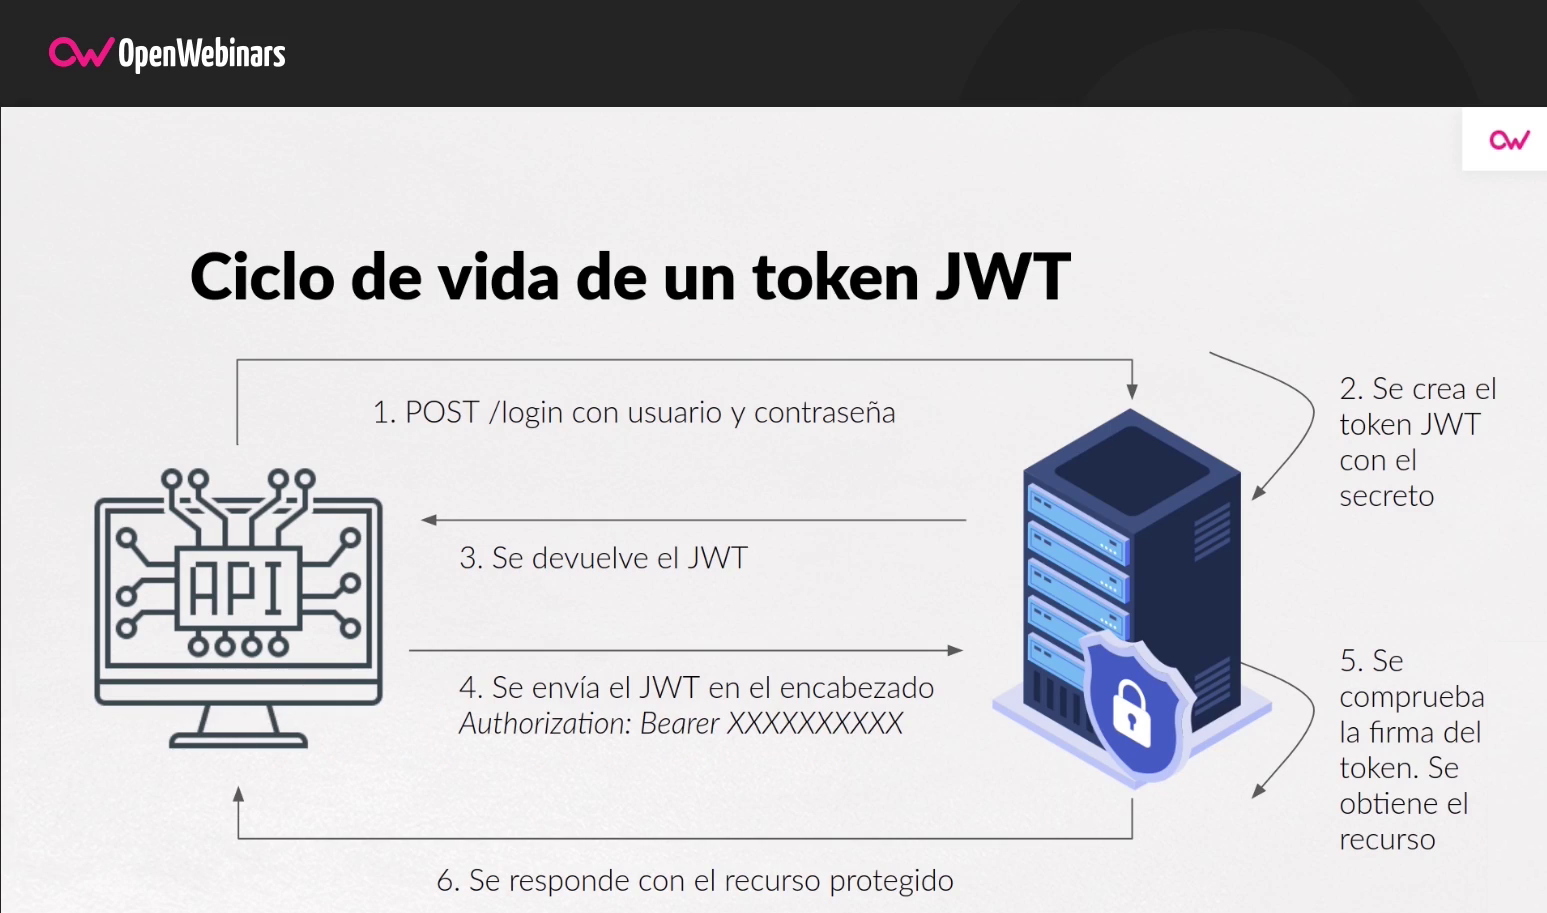 OpenWebinars
Ciclo de vida de un token JWT
1. POST /login con usuario y contraseña
2. Se crea el
token JWT
con el
secreto
API
3. Se devuelve el JWT
4. Se envía el JWT en el encabezado
Authorization: Bearer XXXXXXXXXX
5. Se
comprueba
la firma del
token. Se
obtiene el
recurso
6. Se responde con el recurso protegido